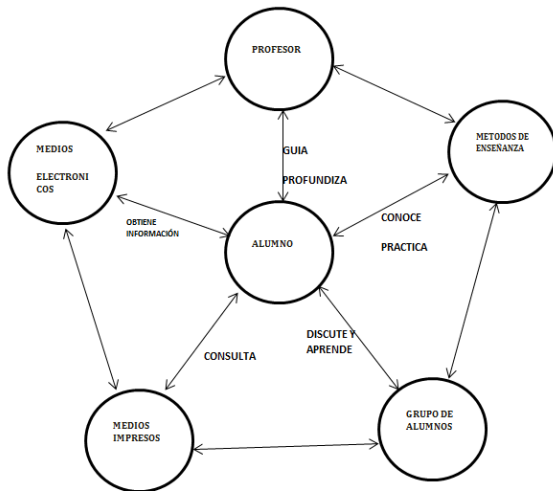 PROFESOR
METODOS DE
ENSEÑANZA
MEDIOS
ELECTRONI
COS
GUIA
PROFUNDIZA
OBTIENE
INFORMACIÓN
ALUMNO
CONOCE
PRACTICA
CONSULTA
DISCUTE Y
APRENDE
MEDIOS
IMPRESOS
GRUPO DE
ALUMNOS